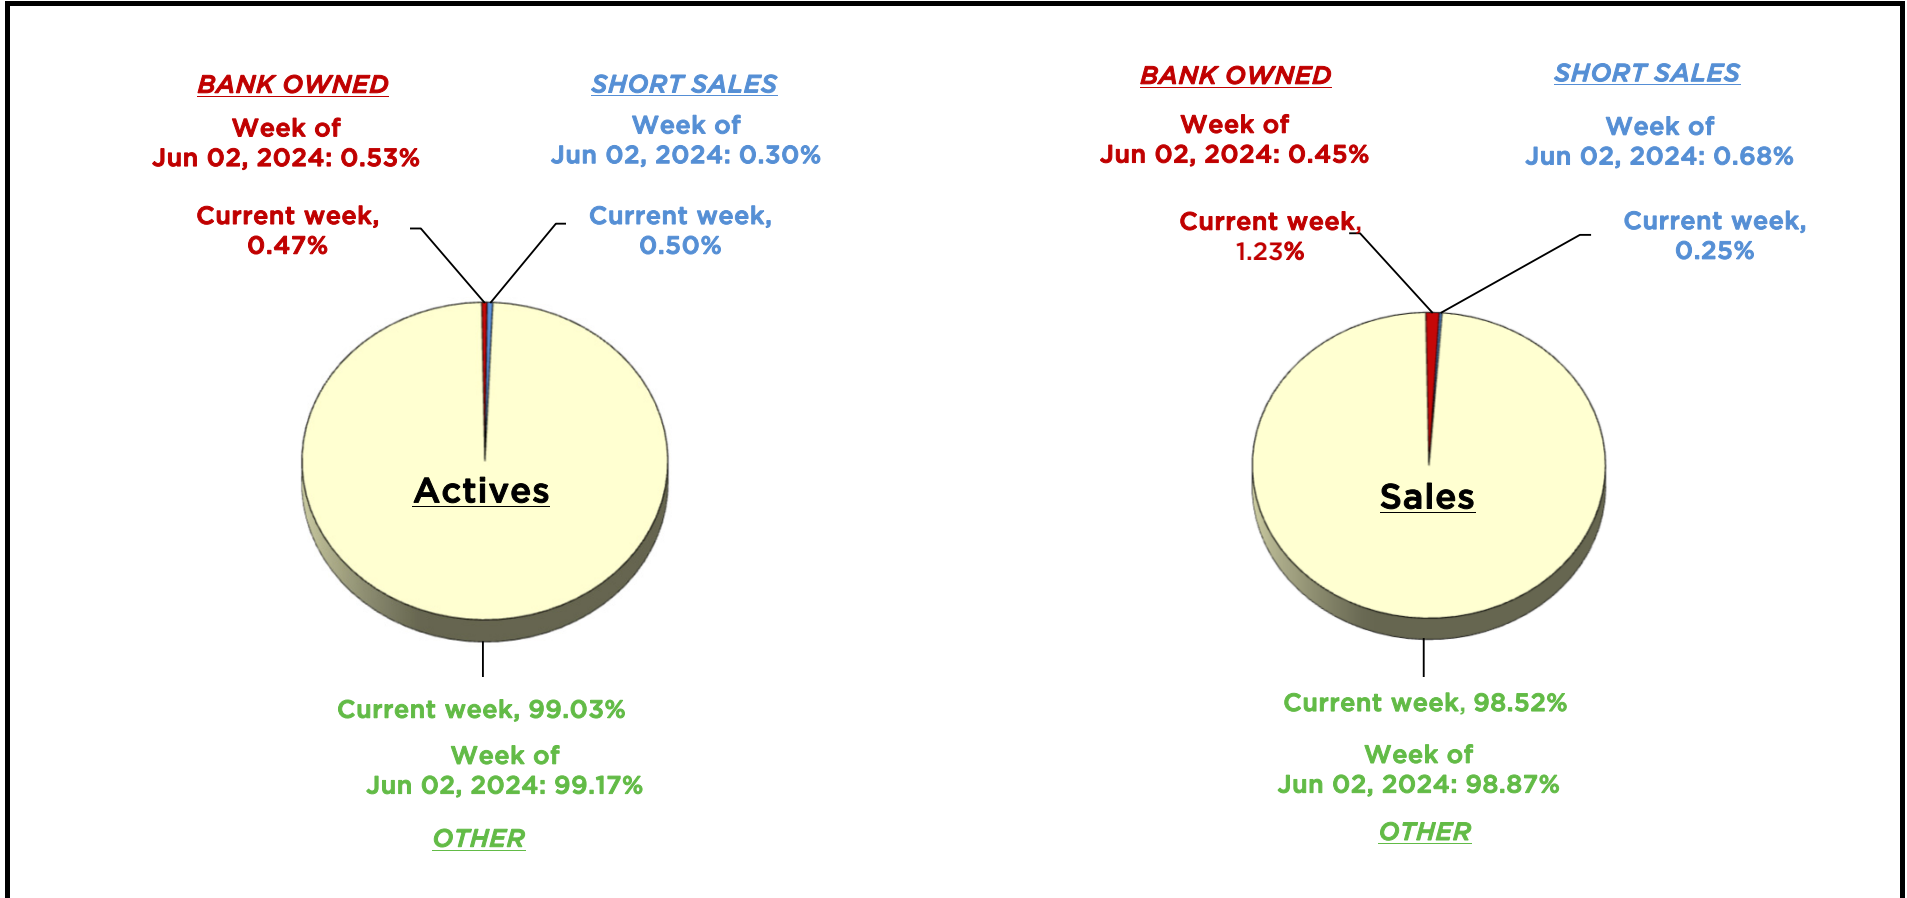 BANK OWNED
Week of
Jun 02, 2024: 0.53%
Current week,
0.47%
SHORT SALES
Week of
Jun 02, 2024: 0.30%
Current week,
0.50%
Actives
Current week, 99.03%
Week of
Jun 02, 2024: 99.17%
OTHER
BANK OWNED
Week of
Jun 02, 2024: 0.45%
Current week,
1.23%
SHORT SALES
Week of
Jun 02, 2024: 0.68%
Current week,
0.25%
Sales
Current week, 98.52%
Week of
Jun 02, 2024: 98.87%
OTHER